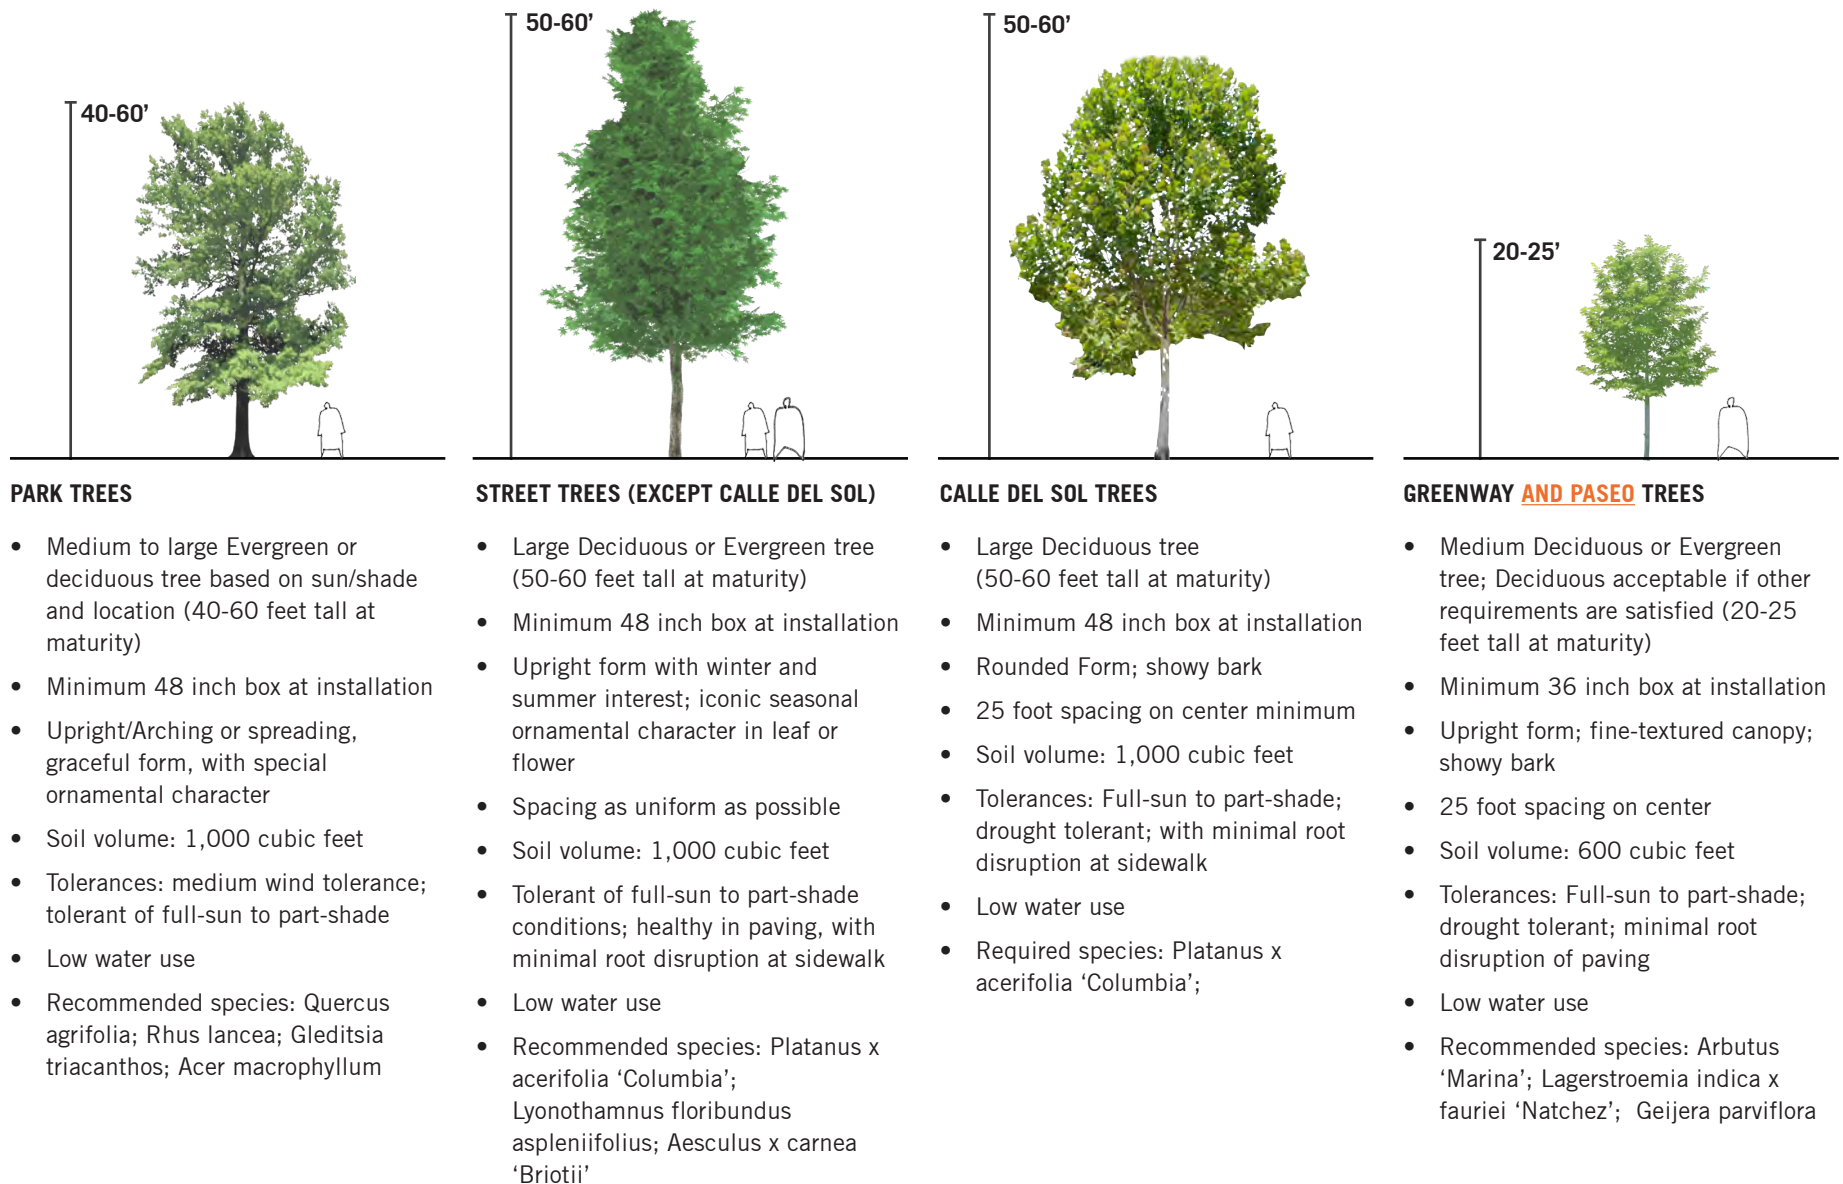 40-60’
50-60’
50-60’
20-25’
PARK TREES
• Medium to large Evergreen or
deciduous tree based on sun/shade
and location (40-60 feet tall at
maturity)
• Minimum 48 inch box at installation
• Upright/Arching or spreading,
graceful form, with special
ornamental character
• Soil volume: 1,000 cubic feet
• Tolerances: medium wind tolerance;
tolerant of full-sun to part-shade
• Low water use
• Recommended species: Quercus
agrifolia; Rhus lancea; Gleditsia
triacanthos; Acer macrophyllum
STREET TREES (EXCEPT CALLE DEL SOL)
• Large Deciduous or Evergreen tree
(50-60 feet tall at maturity)
• Minimum 48 inch box at installation
• Upright form with winter and
summer interest; iconic seasonal
ornamental character in leaf or
flower
• Spacing as uniform as possible
• Soil volume: 1,000 cubic feet
• Tolerant of full-sun to part-shade
conditions; healthy in paving, with
minimal root disruption at sidewalk
• Low water use
• Recommended species: Platanus x
acerifolia ‘Columbia’;
Lyonothamnus floribundus
aspleniifolius; Aesculus x carnea
‘Briotii’
CALLE DEL SOL TREES
• Large Deciduous tree
(50-60 feet tall at maturity)
• Minimum 48 inch box at installation
• Rounded Form; showy bark
• 25 foot spacing on center minimum
• Soil volume: 1,000 cubic feet
• Tolerances: Full-sun to part-shade;
drought tolerant; with minimal root
disruption at sidewalk
• Low water use
• Required species: Platanus x
acerifolia ‘Columbia’;
GREENWAY AND PASEO TREES
• Medium Deciduous or Evergreen
tree; Deciduous acceptable if other
requirements are satisfied (20-25
feet tall at maturity)
• Minimum 36 inch box at installation
• Upright form; fine-textured canopy;
showy bark
• 25 foot spacing on center
• Soil volume: 600 cubic feet
• Tolerances: Full-sun to part-shade;
drought tolerant; minimal root
disruption of paving
• Low water use
• Recommended species: Arbutus
‘Marina’; Lagerstroemia indica x
fauriei ‘Natchez’; Geijera parviflora